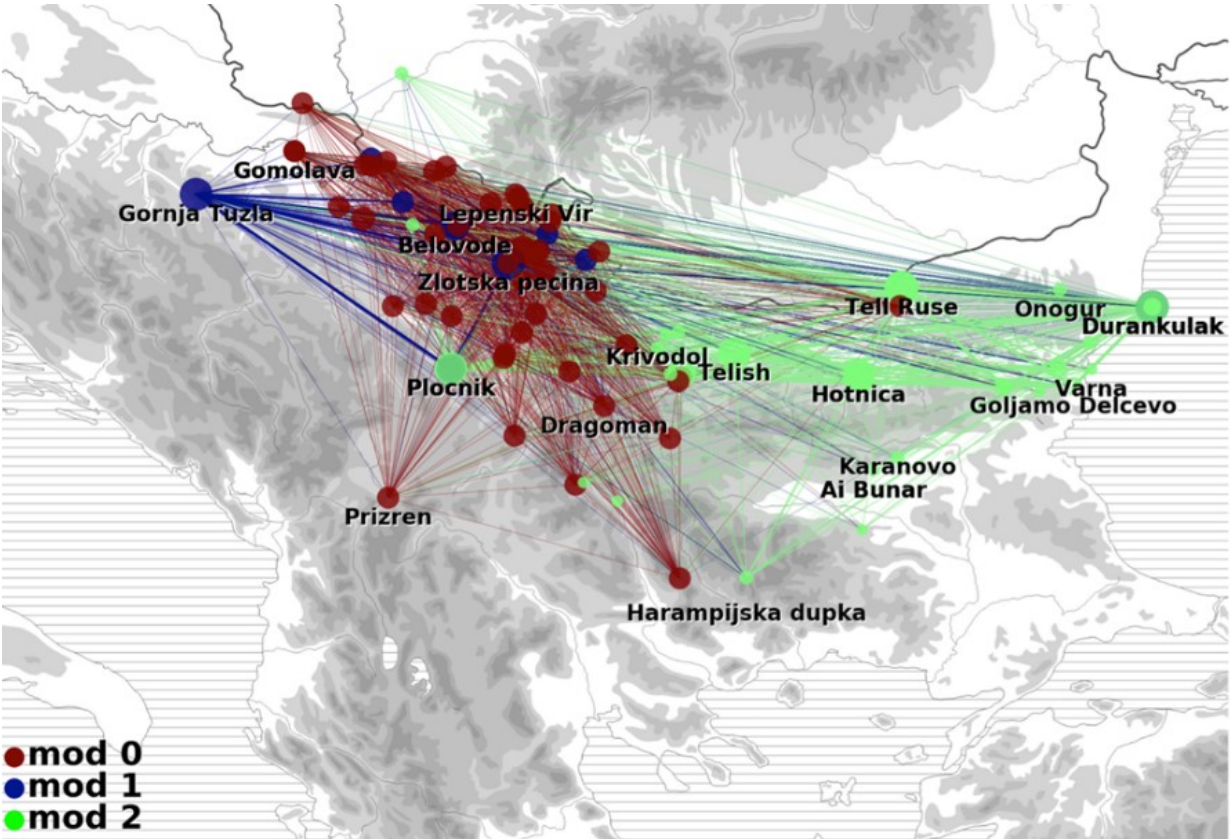 Gomolava
Gornja Tuzla
Lepenski Vir
Belovode
Zlotska pecina
Tell Ruse
Onogur
Durankulak
Krivodol
Telish
Plocnik
Hotnica
Varna
Goljamo Delcevo
Dragoman
Karanovo
Ai Bunar
Prizren
Harampijska dupka
mod 0
mod 1
mod 2